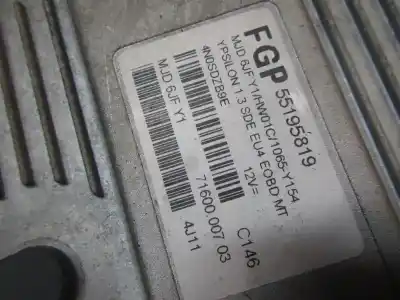 FGP 55195819
MJD 6JF Y1/HW01C/1065-Y154
YPSILON 1.3 SDE EU4 EOBD MT
4N0SDZB9E
12V=
C146
MJD 6JF Y1
71600.007 03
4J11